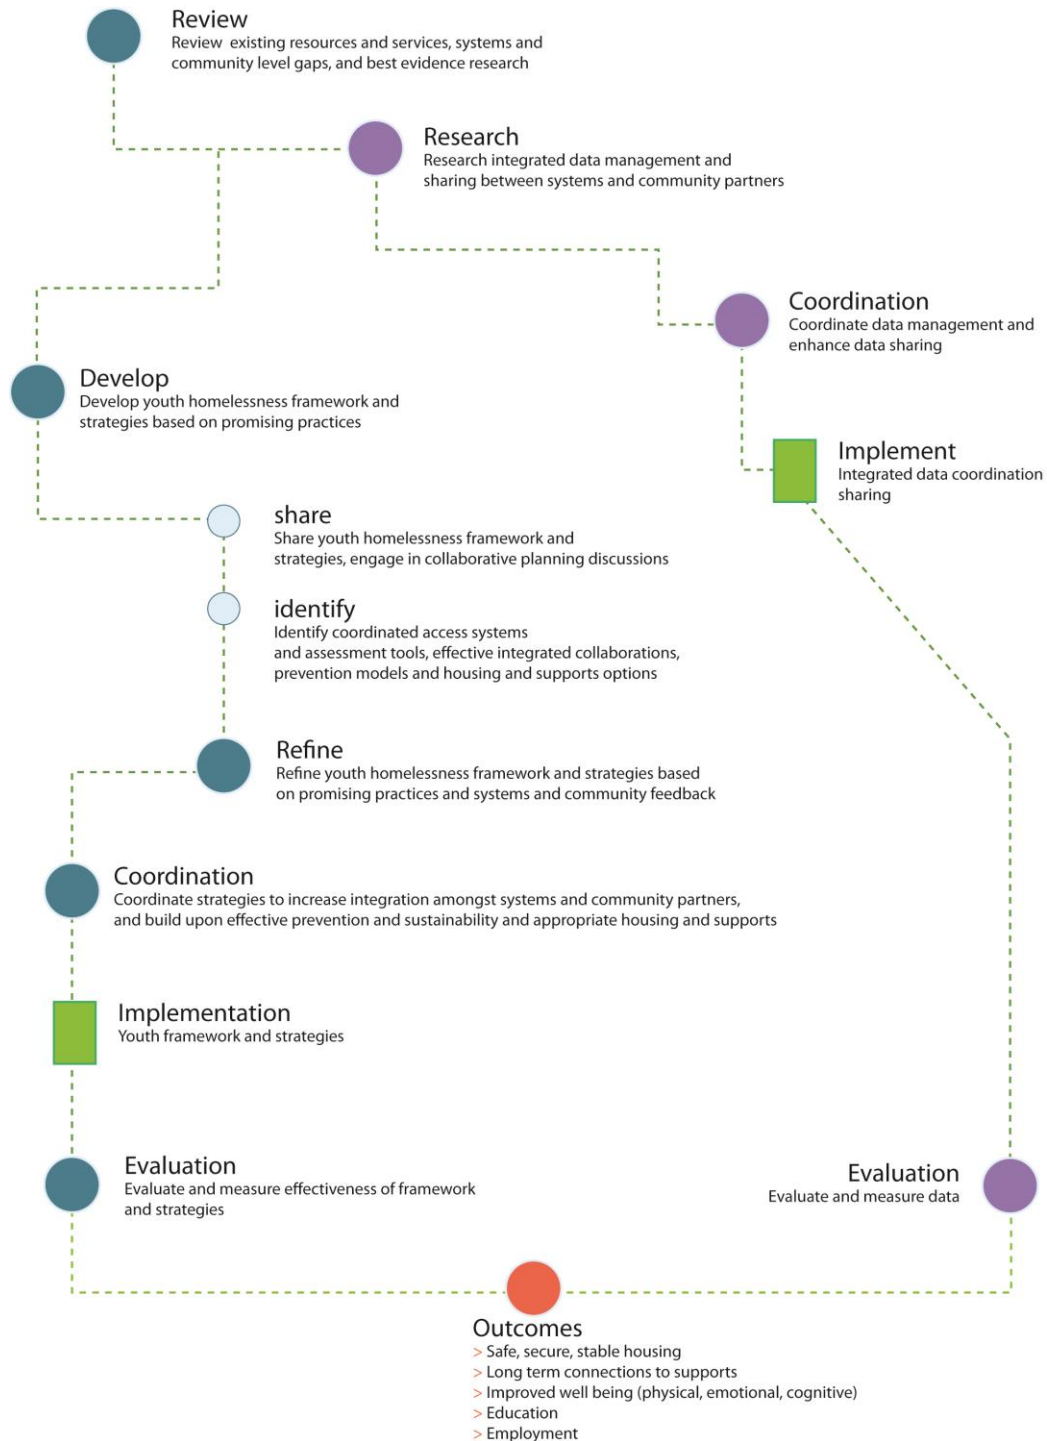 Review
Review existing resources and services, systems and
community level gaps, and best evidence research
Research
Research integrated data management and
sharing between systems and community partners
Coordination
Coordinate data management and
enhance data sharing
Develop
Develop youth homelessness framework and
strategies based on promising practices
Implement
Integrated data coordination
sharing
share
Share youth homelessness framework and
strategies, engage in collaborative planning discussions
identify
Identify coordinated access systems
and assessment tools, effective integrated collaborations,
prevention models and housing and supports options
Refine
Refine youth homelessness framework and strategies based
on promising practices and systems and community feedback
Coordination
Coordinate strategies to increase integration amongst systems and community partners,
and build upon effective prevention and sustainability and appropriate housing and supports
Implementation
Youth framework and strategies
Evaluation
Evaluate and measure effectiveness of framework
and strategies
Evaluation
Evaluate and measure data
Outcomes
> Safe, secure, stable housing
> Long term connections to supports
> Improved well being (physical, emotional, cognitive)
> Education
> Employment